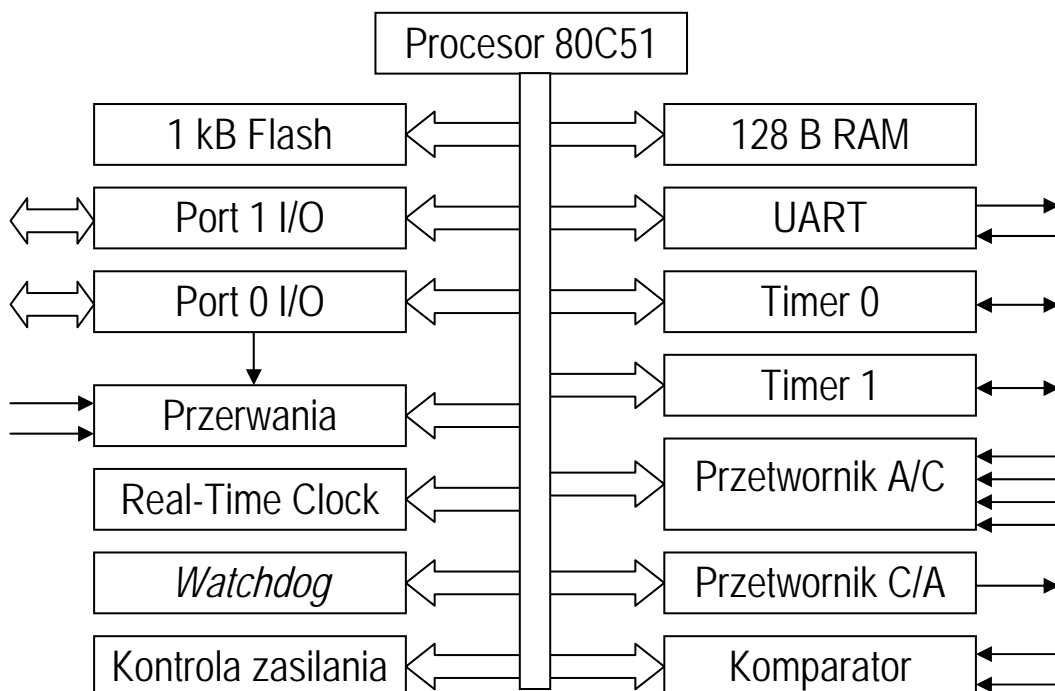 Procesor 80C51
1 kB Flash
128 B RAM
Port 1 I/O
UART
Port 0 I/O
Timer 0
Timer 1
Przerwania
Przetwornik A/C
Real-Time Clock
Watchdog
Przetwornik C/A
Kontrola zasilania
Komparator